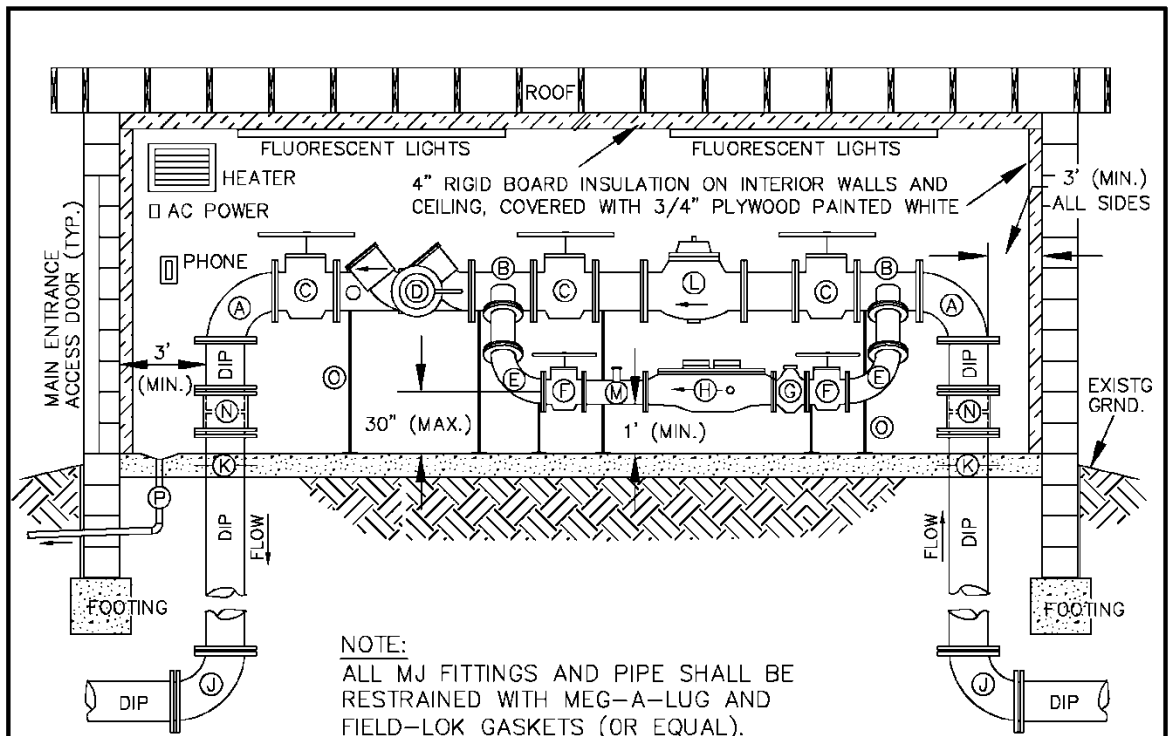 ROOF
FLUORESCENT LIGHTS
FLUORESCENT LIGHTS
HEATER
4" RIGID BOARD INSULATION ON INTERIOR WALLS AND
CEILING, COVERED WITH 3/4" PLYWOOD PAINTED WHITE
3' (MIN.)
ALL SIDES
AC POWER
PHONE
MAIN ENTRANCE
ACCESS DOOR (TYP.)
B
B
C
D
C
L
C
A
A
DIP
DIP
3'
(MIN.)
O
E
F
M
H
G
F
E
N
N
30" (MAX.)
1' (MIN.)
O
EXISTG
GRND.
K
K
P
DIP
FLOW
FLOW
DIP
FOOTING
FOOTING
NOTE:
ALL MJ FITTINGS AND PIPE SHALL BE
RESTRAINED WITH MEG-A-LUG AND
FIELD-LOK GASKETS (OR EQUAL).
J
J
DIP
DIP